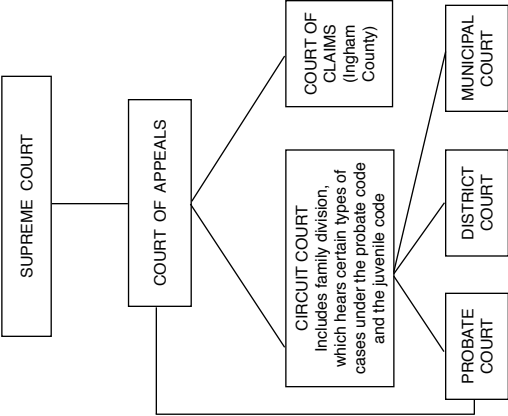 SUPREME COURT
COURT OF APPEALS
CIRCUIT COURT
Includes family division,
which hears certain types of
cases under the probate code
and the juvenile code
COURT OF
CLAIMS
(Ingham
County)
PROBATE
COURT
DISTRICT
COURT
MUNICIPAL
COURT